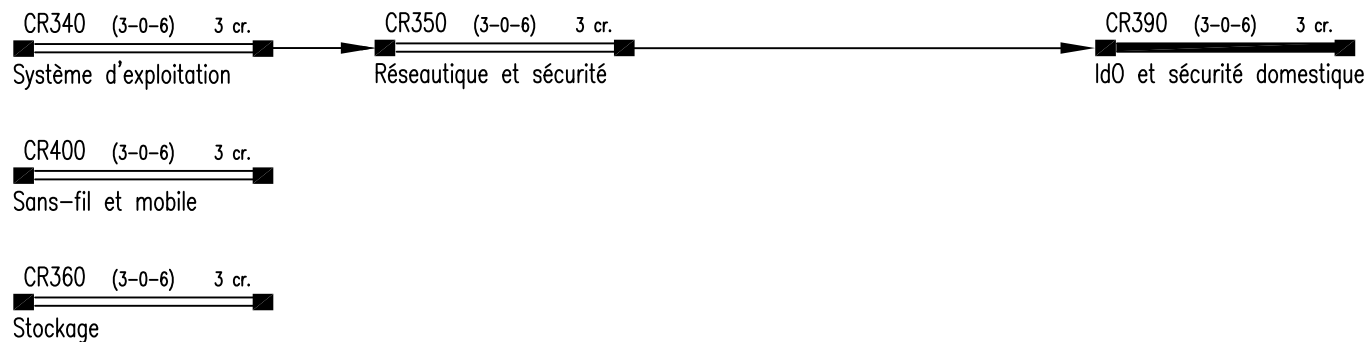 CR340 (3-0-6) 3 cr.
Système d'exploitation
CR350 (3-0-6) 3 cr.
Réseautique et sécurité
CR390 (3-0-6) 3 cr.
IdO et sécurité domestique
CR400 (3-0-6) 3 cr.
Sans-fil et mobile
CR360 (3-0-6) 3 cr.
Stockage